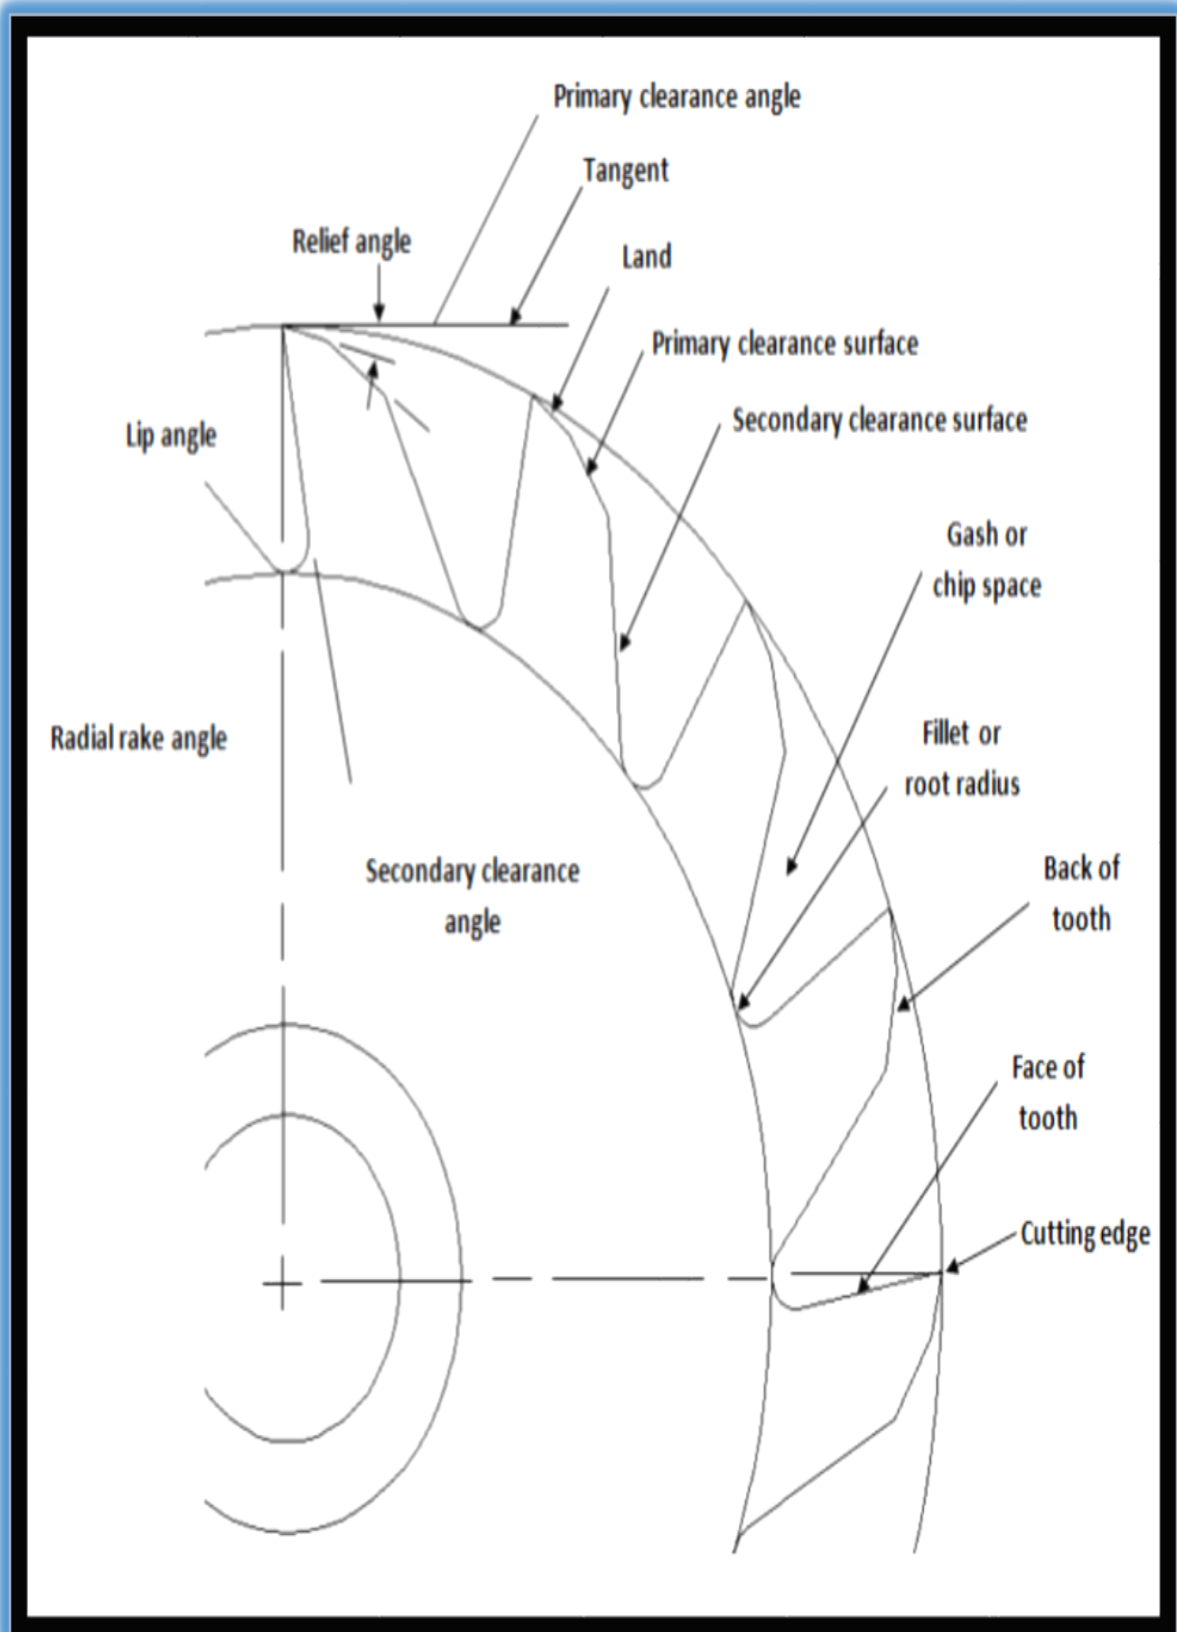 Primary clearance angle
Tangent
Relief angle
Land
Primary clearance surface
Secondary clearance surface
Lip angle
Gash or
chip space
Radial rake angle
Fillet or
root radius
Secondary clearance
angle
Back of
tooth
Face of
tooth
Cutting edge